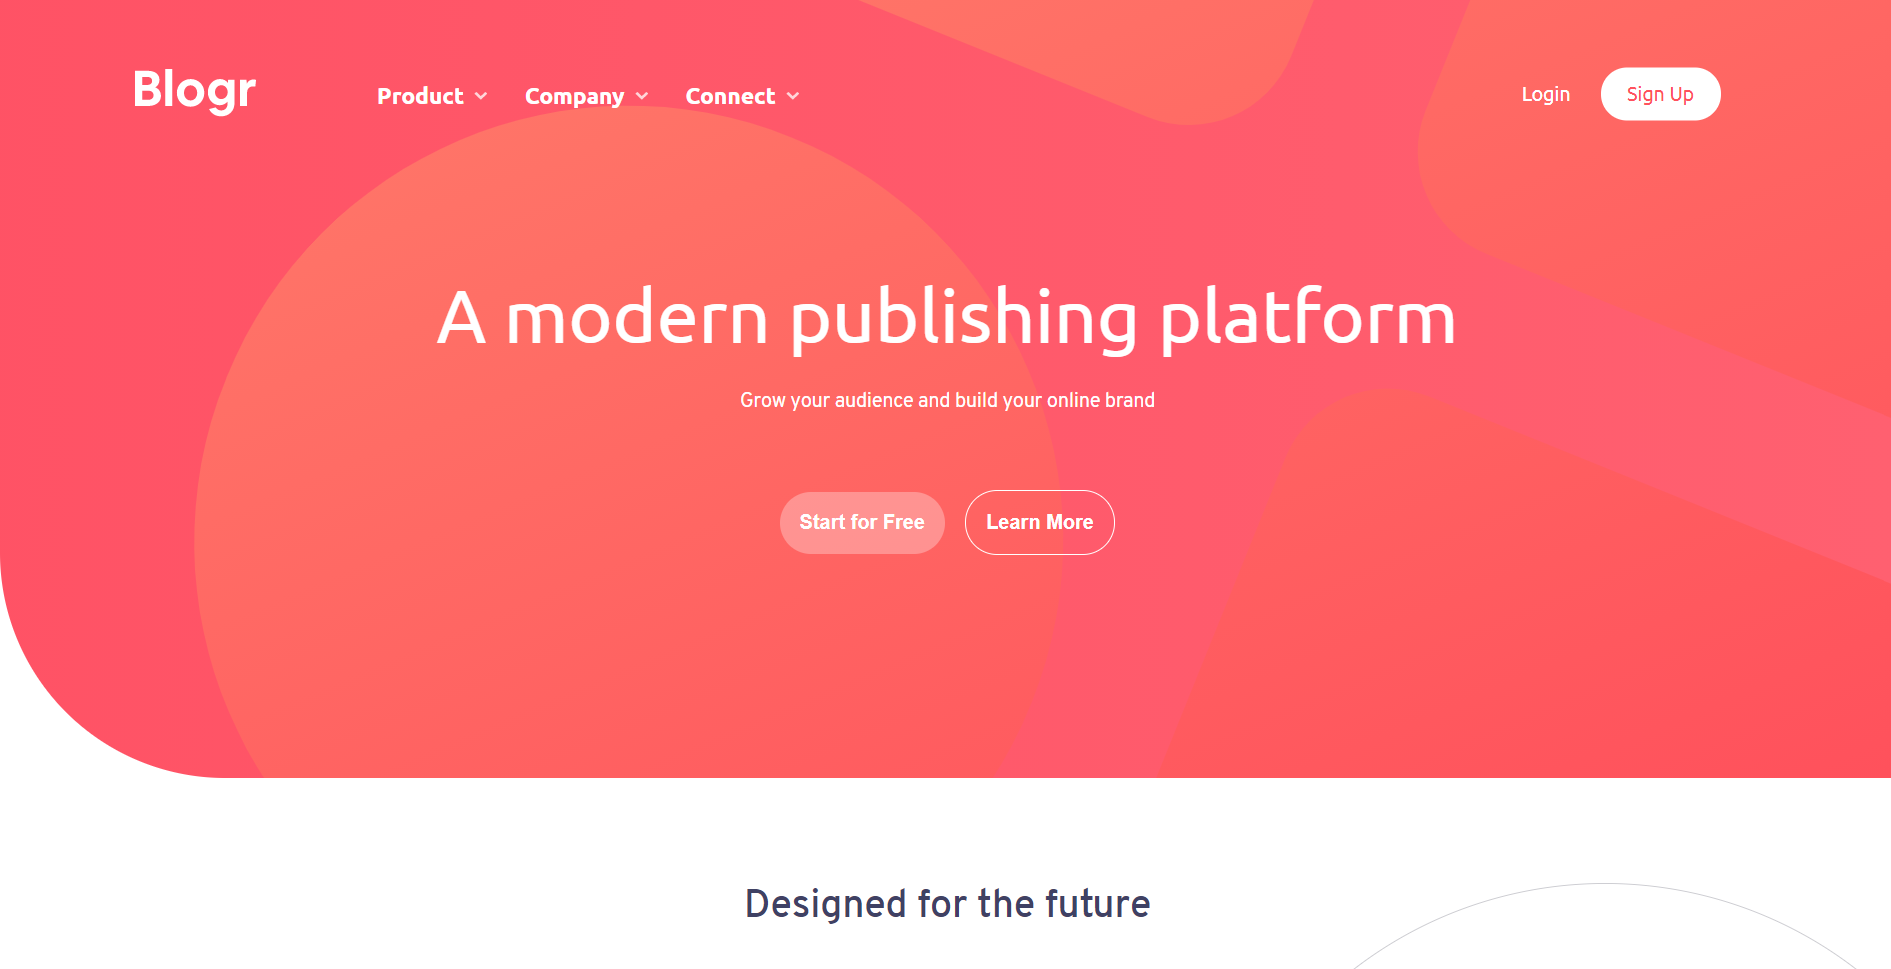 Blogr
Product
Company
Connect
Login
Sign Up
A modern publishing platform
Grow your audience and build your online brand
Start for Free
Learn More
Designed for the future